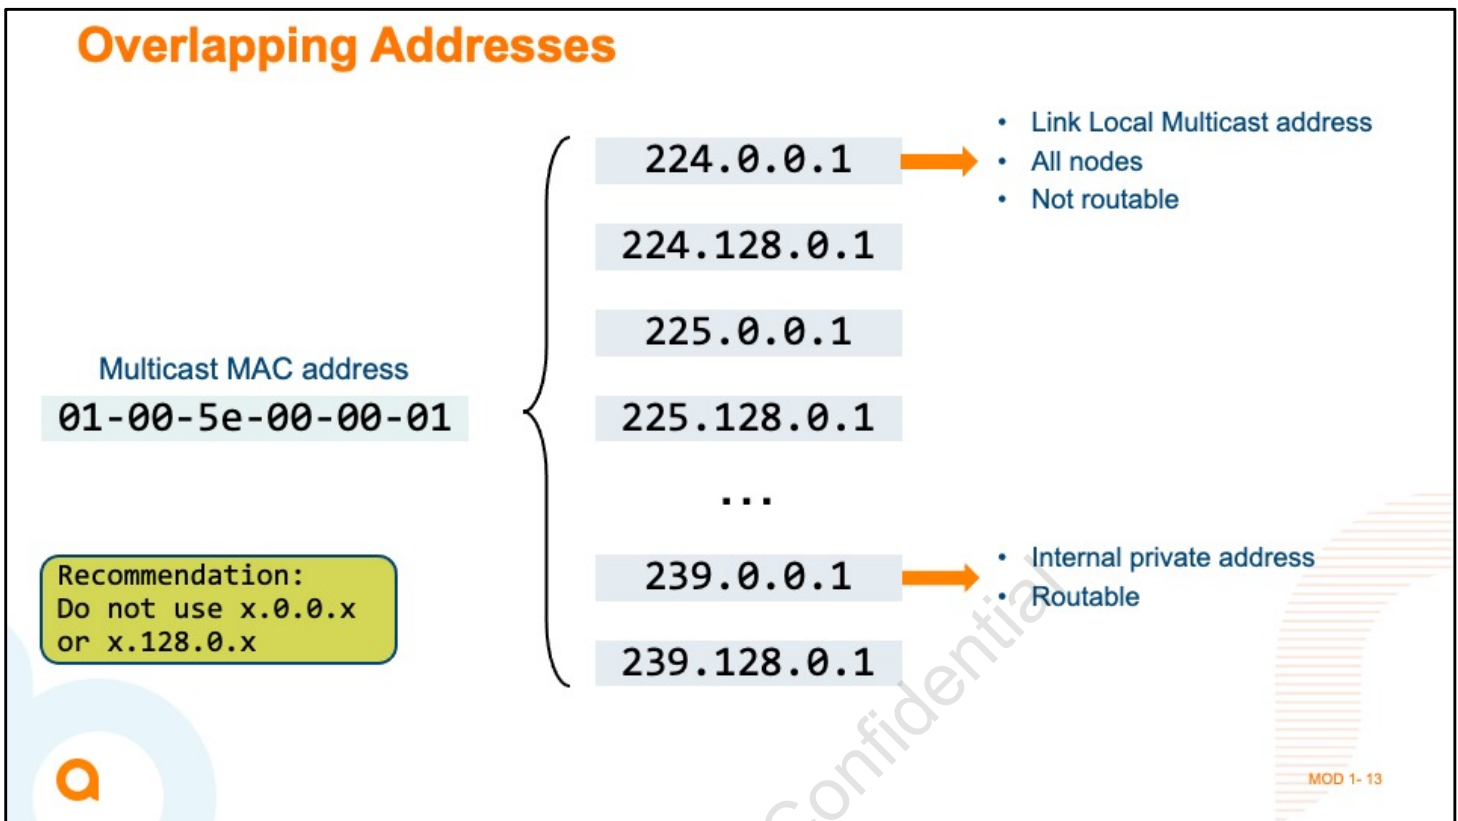 Overlapping Addresses
224.0.0.1
• Link Local Multicast address
• All nodes
• Not routable
224.128.0.1
225.0.0.1
Multicast MAC address
01-00-5e-00-00-01
225.128.0.1
...
Recommendation:
Do not use x.0.0.x
or x.128.0.x
239.0.0.1
• Internal private address
• Routable
239.128.0.1
Confidential
MOD 1- 13